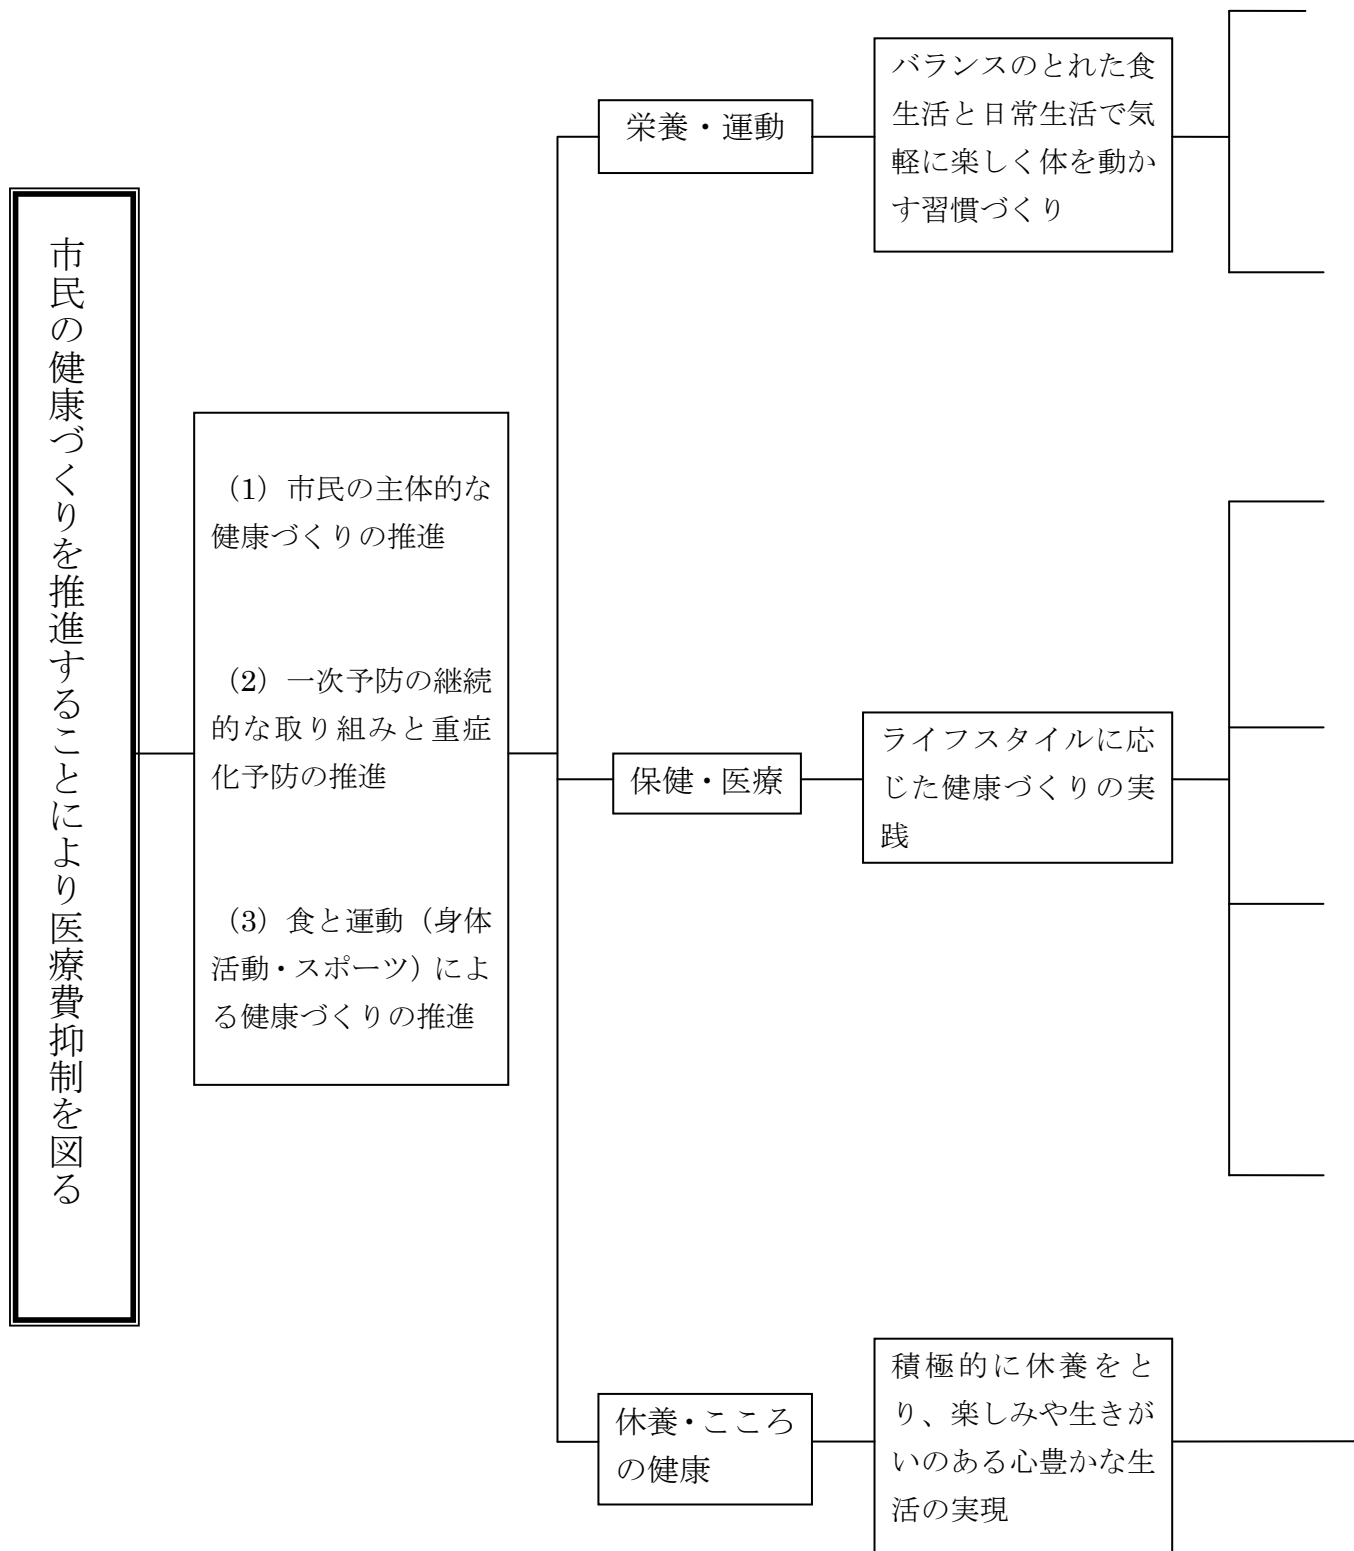 市民の健康づくりを推進することにより医療費抑制を図る
（1）市民の主体的な
健康づくりの推進
（2）一次予防の継続
的な取り組みと重症
化予防の推進
（3）食と運動（身体
活動・スポーツ）によ
る健康づくりの推進
栄養・運動
バランスのとれた食
生活と日常生活で気
軽に楽しく体を動か
す習慣づくり
保健・医療
ライフスタイルに応
じた健康づくりの実
践
休養・こころ
の健康
積極的に休養をと
り、楽しみや生きが
いのある心豊かな生
活の実現